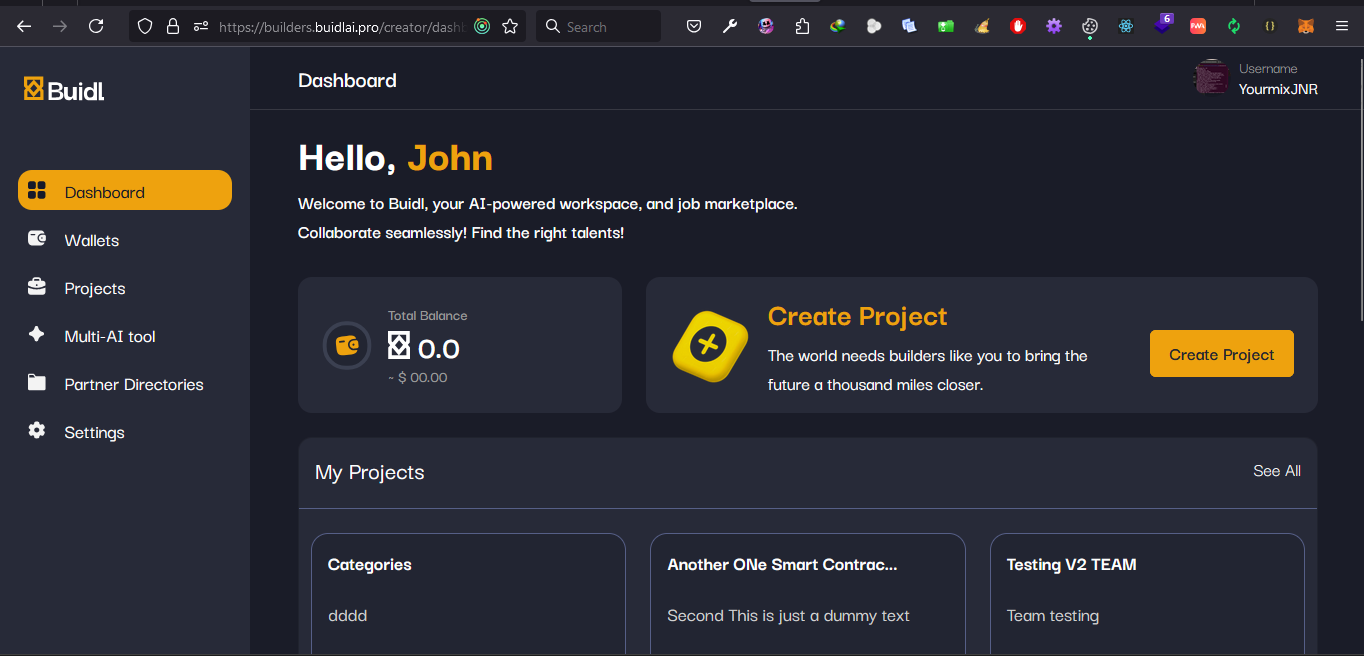 https://builders.buidlai.pro/creator/dash
Search
6
PWA
{ }
Buidl
Dashboard
Username
YourmixJNR
Hello, John
Dashboard
Welcome to Buidl, your AI-powered workspace, and job marketplace.
Collaborate seamlessly! Find the right talents!
Wallets
Projects
Multi-AI tool
Partner Directories
Settings
Total Balance
0.0
~ $ 00.00
Create Project
The world needs builders like you to bring the
future a thousand miles closer.
Create Project
My Projects
See All
Categories
dddd
Another ONe Smart Contrac...
Second This is just a dummy text
Testing V2 TEAM
Team testing